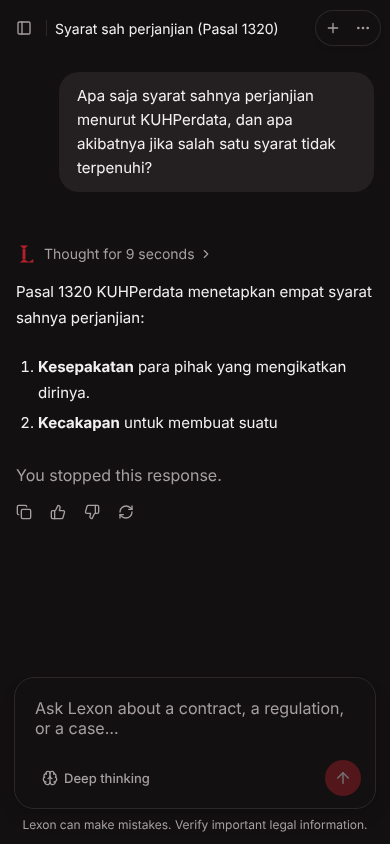 Syarat sah perjanjian (Pasal 1320)
Apa saja syarat sahnya perjanjian
menurut KUHPerdata, dan apa
akibatnya jika salah satu syarat tidak
terpenuhi?
L Thought for 9 seconds
Pasal 1320 KUHPerdata menetapkan empat syarat
sahnya perjanjian:
1. Kesepakatan para pihak yang mengikatkan
dirinya.
2. Kecakapan untuk membuat suatu
You stopped this response.
Ask Lexon about a contract, a regulation,
or a case...
Deep thinking
Lexon can make mistakes. Verify important legal information.